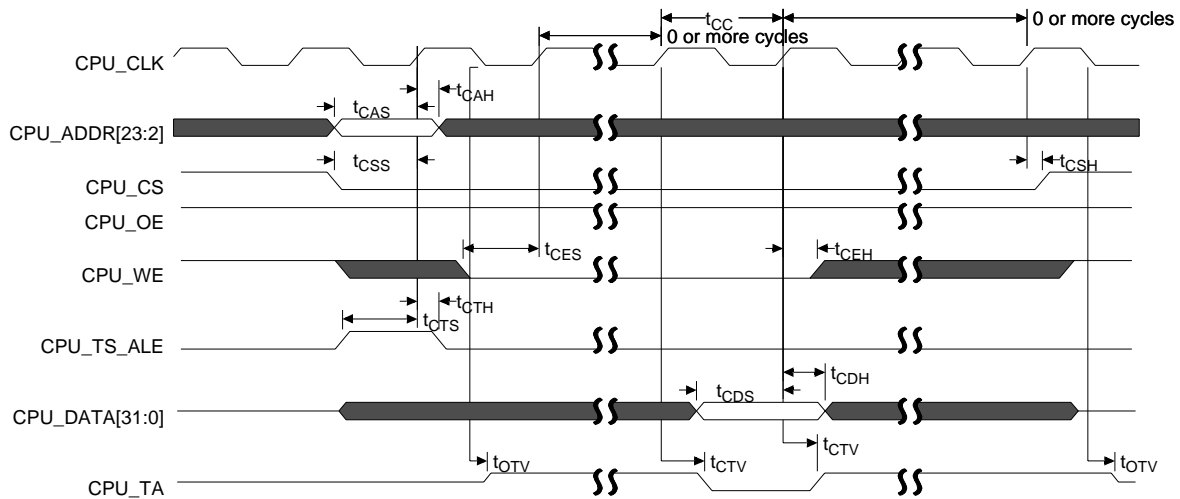 tCC
0 or more cycles
0 or more cycles
CPU_CLK
tCAH
tCAS
CPU_ADDR[23:2]
tCSS
tCSH
CPU_CS
CPU_OE
tCES
tCEH
CPU_WE
tCTH
tCTS
CPU_TS_ALE
tCDH
tCDS
CPU_DATA[31:0]
tCTV
tOTV
tCTV
tOTV
CPU_TA